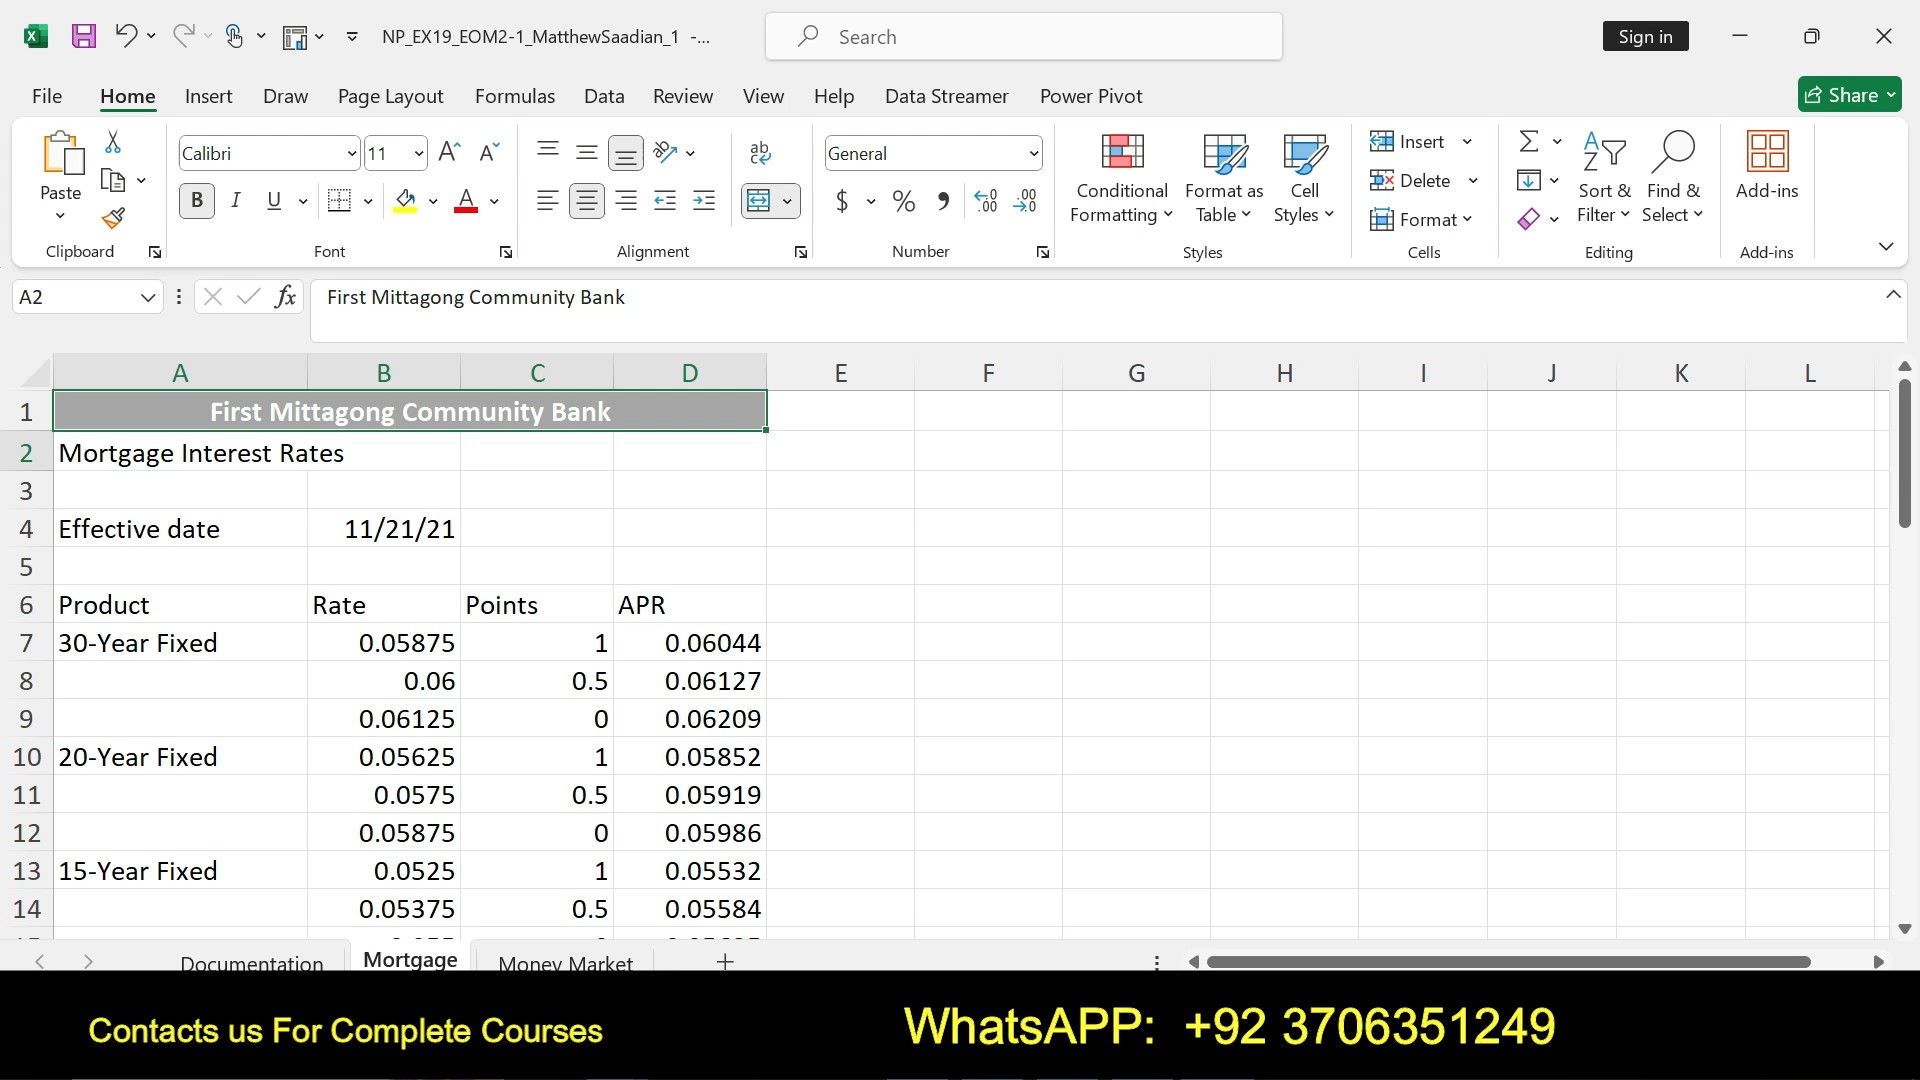 NP_EX19_EOM2-1_MatthewSaadian_1 -...
Search
Sign in
File Home Insert Draw Page Layout Formulas Data Review View Help Data Streamer Power Pivot
Share
Paste
Clipboard
Calibri 11
B I U
Font
Alignment
General
$ %
Number
Conditional Formatting
Format as Table
Cell Styles
Styles
Insert
Delete
Format
Cells
Sort & Filter
Find & Select
Editing
Add-ins
Add-ins
A2 fx First Mittagong Community Bank
A B C D E F G H I J K L
1 First Mittagong Community Bank
2 Mortgage Interest Rates
3
4 Effective date 11/21/21
5
6 Product Rate Points APR
7 30-Year Fixed 0.05875 1 0.06044
8 0.06 0.5 0.06127
9 0.06125 0 0.06209
10 20-Year Fixed 0.05625 1 0.05852
11 0.0575 0.5 0.05919
12 0.05875 0 0.05986
13 15-Year Fixed 0.0525 1 0.05532
14 0.05375 0.5 0.05584
Documentation Mortgage Money Market +
Contacts us For Complete Courses WhatsAPP: +92 3706351249